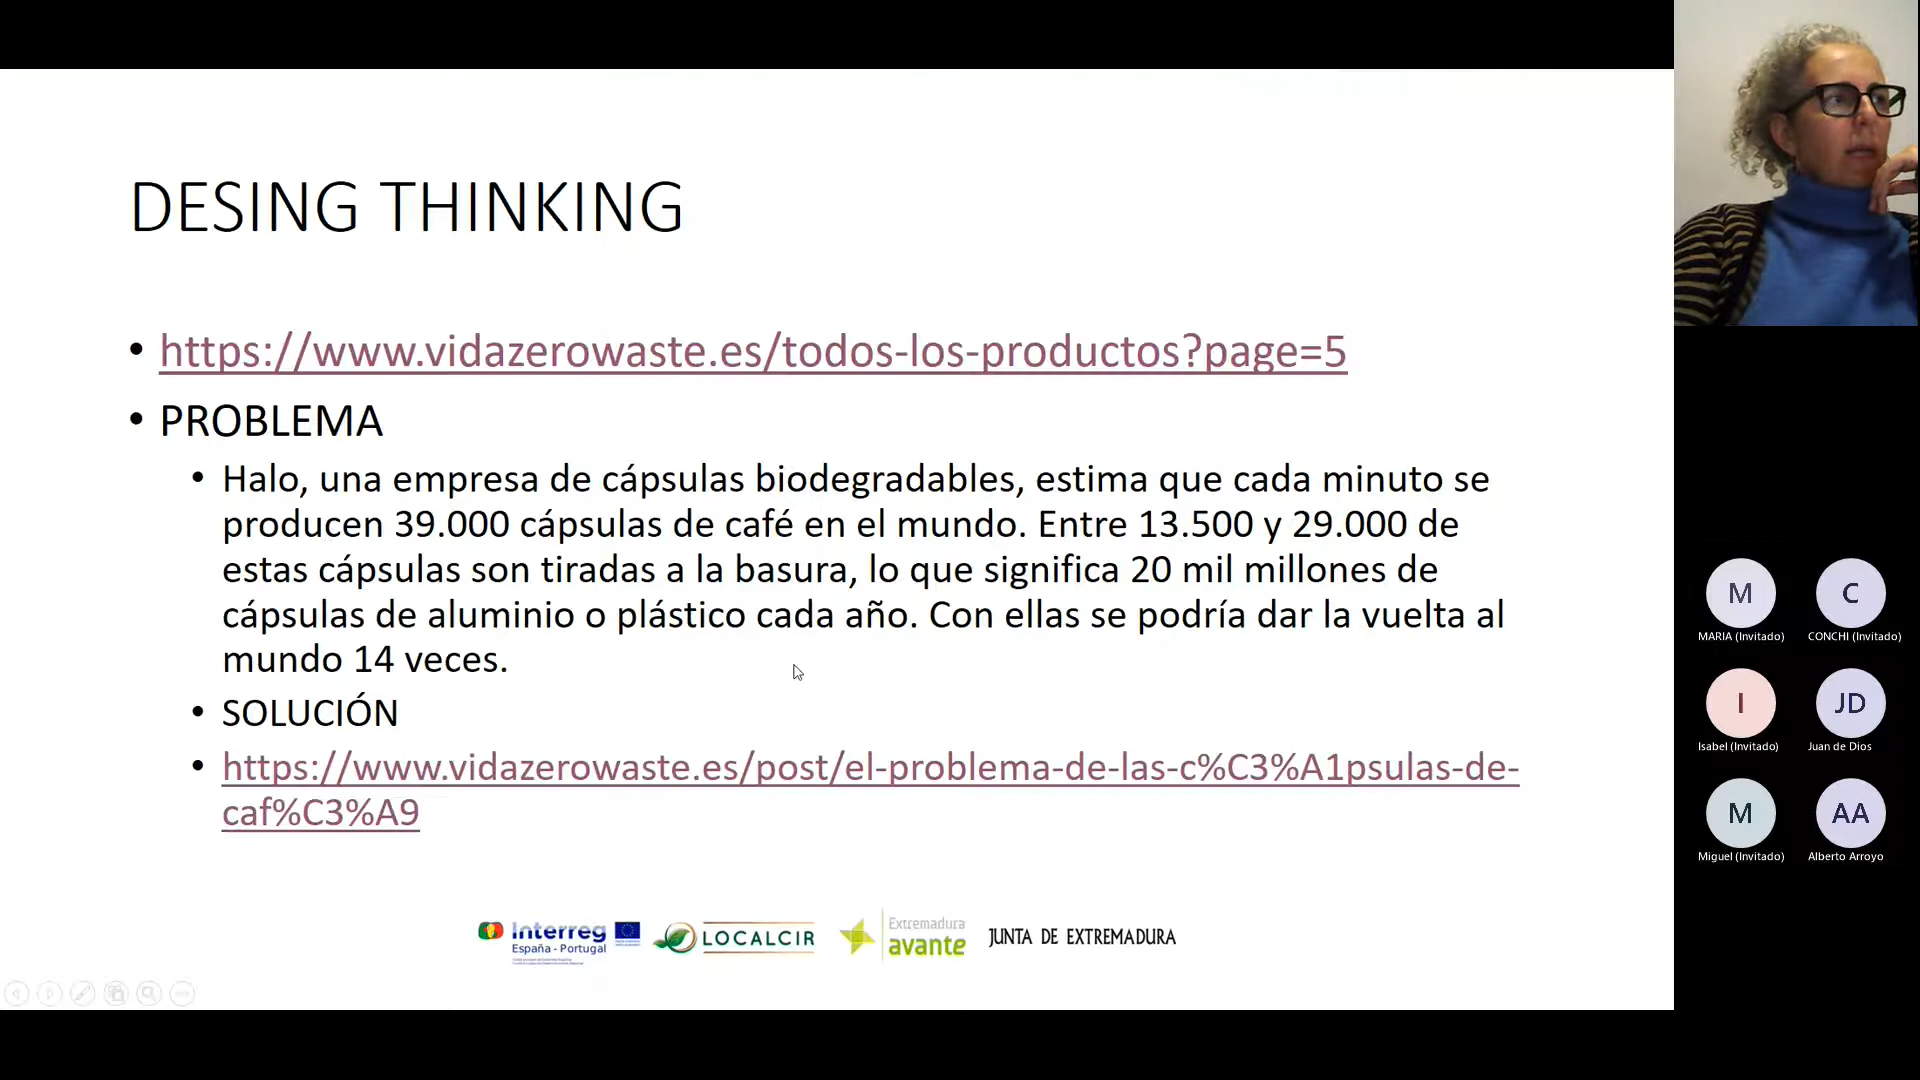 DESING THINKING
• https://www.vidazerowaste.es/todos-los-productos?page=5
• PROBLEMA
• Halo, una empresa de cápsulas biodegradables, estima que cada minuto se
producen 39.000 cápsulas de café en el mundo. Entre 13.500 y 29.000 de
estas cápsulas son tiradas a la basura, lo que significa 20 mil millones de
cápsulas de aluminio o plástico cada año. Con ellas se podría dar la vuelta al
mundo 14 veces.
• SOLUCIÓN
• https://www.vidazerowaste.es/post/el-problema-de-las-c%C3%A1psulas-de-
caf%C3%A9
Interreg
España - Portugal
LOCALCIR
Extremadura
avante
JUNTA DE EXTREMADURA
M
C
MARIA (Invitado)
CONCHI (Invitado)
I
JD
Isabel (Invitado)
Juan de Dios
M
AA
Miguel (Invitado)
Alberto Arroyo